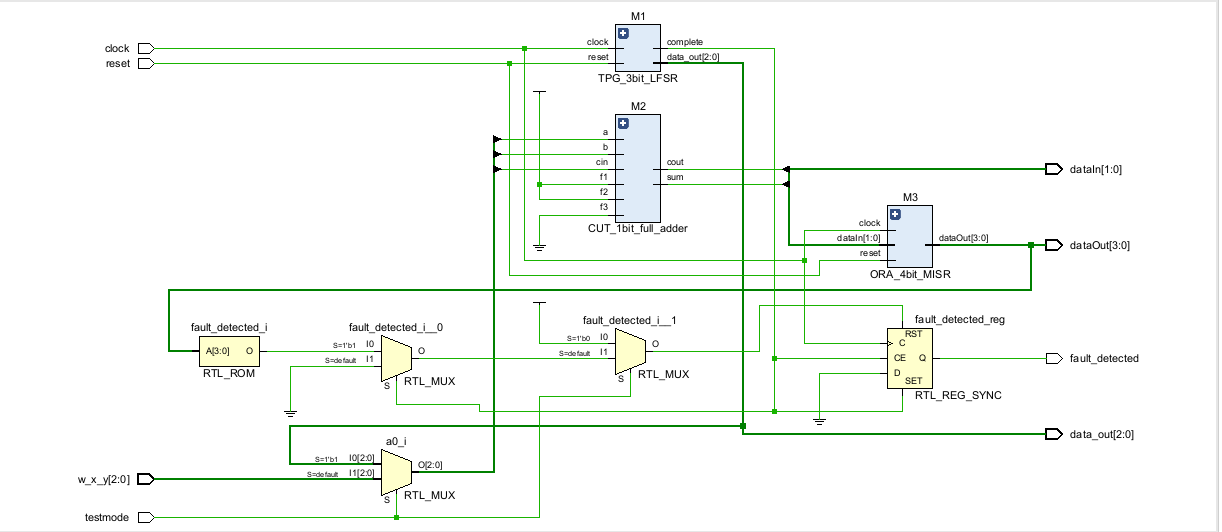 M1
clock
clock
complete
reset
reset
data_out[2:0]
TPG_3bit_LFSR
M2
a
b
cin
cout
dataIn[1:0]
f1
sum
f2
M3
f3
clock
CUT_1bit_full_adder
dataIn[1:0]
dataOut[3:0]
dataOut[3:0]
reset
ORA_4bit_MISR
fault_detected_i
fault_detected_i__0
fault_detected_i__1
fault_detected_reg
RST
S=1'b0 I0
C
S=1'b1 I0
O
A[3:0] O
O
S=default I1
CE Q
fault_detected
S=default I1
RTL_ROM
S
RTL_MUX
D
S
RTL_MUX
SET
RTL_REG_SYNC
a0_i
data_out[2:0]
S=1'b1 I0[2:0]
O[2:0]
w_x_y[2:0]
S=default I1[2:0]
S
RTL_MUX
testmode